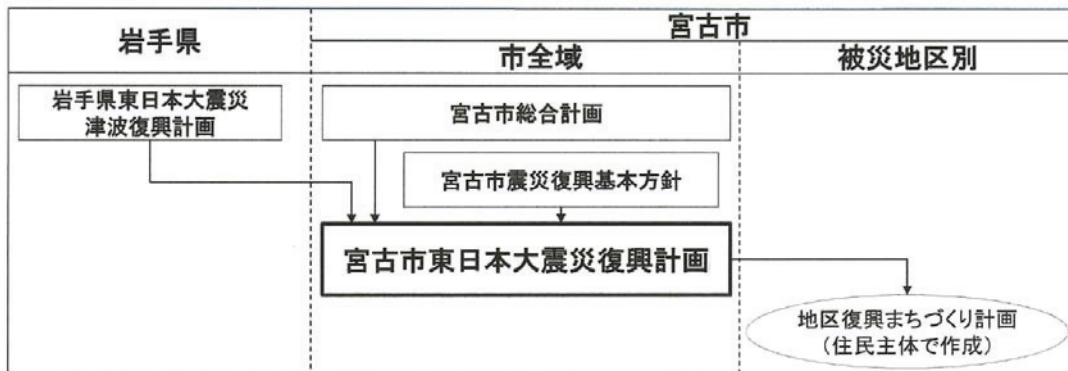 岩手県
宮古市
市全域
被災地区別
岩手県東日本大震災
津波復興計画
宮古市総合計画
宮古市震災復興基本方針
宮古市東日本大震災復興計画
地区復興まちづくり計画
(住民主体で作成)